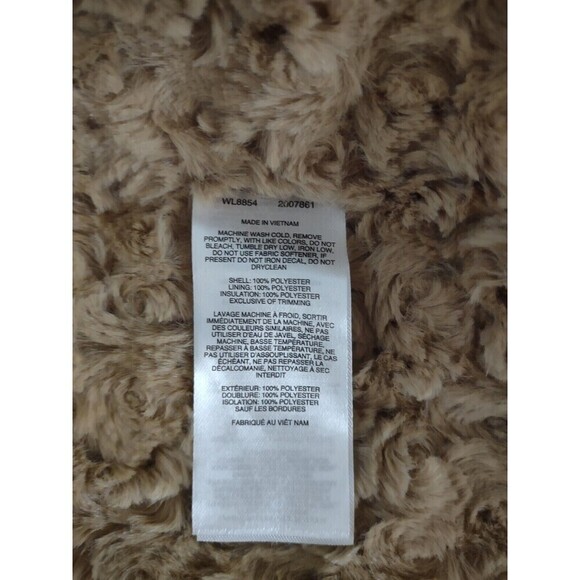 WL8854 2007861
MADE IN VIETNAM
MACHINE WASH COLD, REMOVE
PROMPTLY, WITH LIKE COLORS, DO NOT
BLEACH, TUMBLE DRY LOW, IRON LOW,
DO NOT USE FABRIC SOFTENER, IF
PRESENT DO NOT IRON DECAL, DO NOT
DRYCLEAN
SHELL: 100% POLYESTER
LINING: 100% POLYESTER
INSULATION: 100% POLYESTER
EXCLUSIVE OF TRIMMING
LAVAGE MACHINE À FROID, SORTIR
IMMÉDIATEMENT DE LA MACHINE, AVEC
DES COULEURS SIMILAIRES, NE PAS
UTILISER D'EAU DE JAVEL, SÉCHAGE
MACHINE, BASSE TEMPÉRATURE,
REPASSER À BASSE TEMPÉRATURE, NE
PAS UTILISER D'ASSOUPLISSANT, LE CAS
ÉCHÉANT, NE PAS REPASSER LA
DÉCALCOMANIE, NETTOYAGE À SEC
INTERDIT
EXTÉRIEUR: 100% POLYESTER
DOUBLURE: 100% POLYESTER
ISOLATION: 100% POLYESTER
SAUF LES BORDURES
FABRIQUÉ AU VIÊT NAM